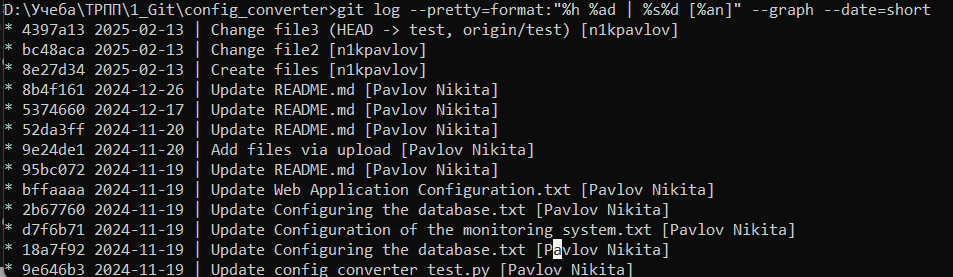 D:\Учеба\ТРПП\1_Git\config_converter>git log --pretty=format:"%h %ad | %s%d [%an]" --graph --date=short
* 4397a13 2025-02-13 | Change file3 (HEAD -> test, origin/test) [n1kpavlov]
* bc48aca 2025-02-13 | Change file2 [n1kpavlov]
* 8e27d34 2025-02-13 | Create files [n1kpavlov]
* 8b4f161 2024-12-26 | Update README.md [Pavlov Nikita]
* 5374660 2024-12-17 | Update README.md [Pavlov Nikita]
* 52da3ff 2024-11-20 | Update README.md [Pavlov Nikita]
* 9e24de1 2024-11-20 | Add files via upload [Pavlov Nikita]
* 95bc072 2024-11-19 | Update README.md [Pavlov Nikita]
* bffaaaa 2024-11-19 | Update Web Application Configuration.txt [Pavlov Nikita]
* 2b67760 2024-11-19 | Update Configuring the database.txt [Pavlov Nikita]
* d7f6b71 2024-11-19 | Update Configuration of the monitoring system.txt [Pavlov Nikita]
* 18a7f92 2024-11-19 | Update Configuring the database.txt [Pavlov Nikita]
* 9e646b3 2024-11-19 | Update config_converter_test.py [Pavlov Nikita]